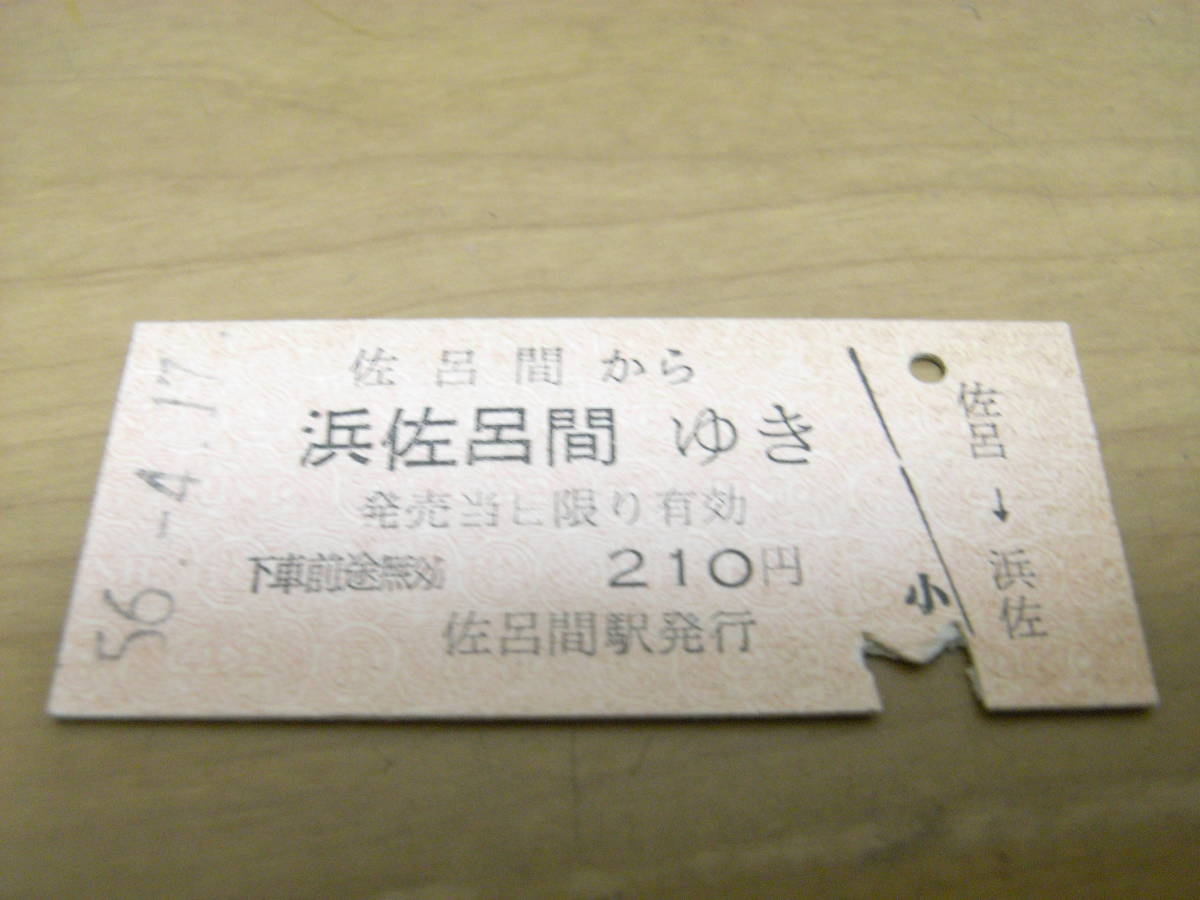 56.-4.17
佐呂間から
浜佐呂間 ゆき
発売当日限り有効
下車前途無効 210円
佐呂間駅発行
小
佐呂→浜佐